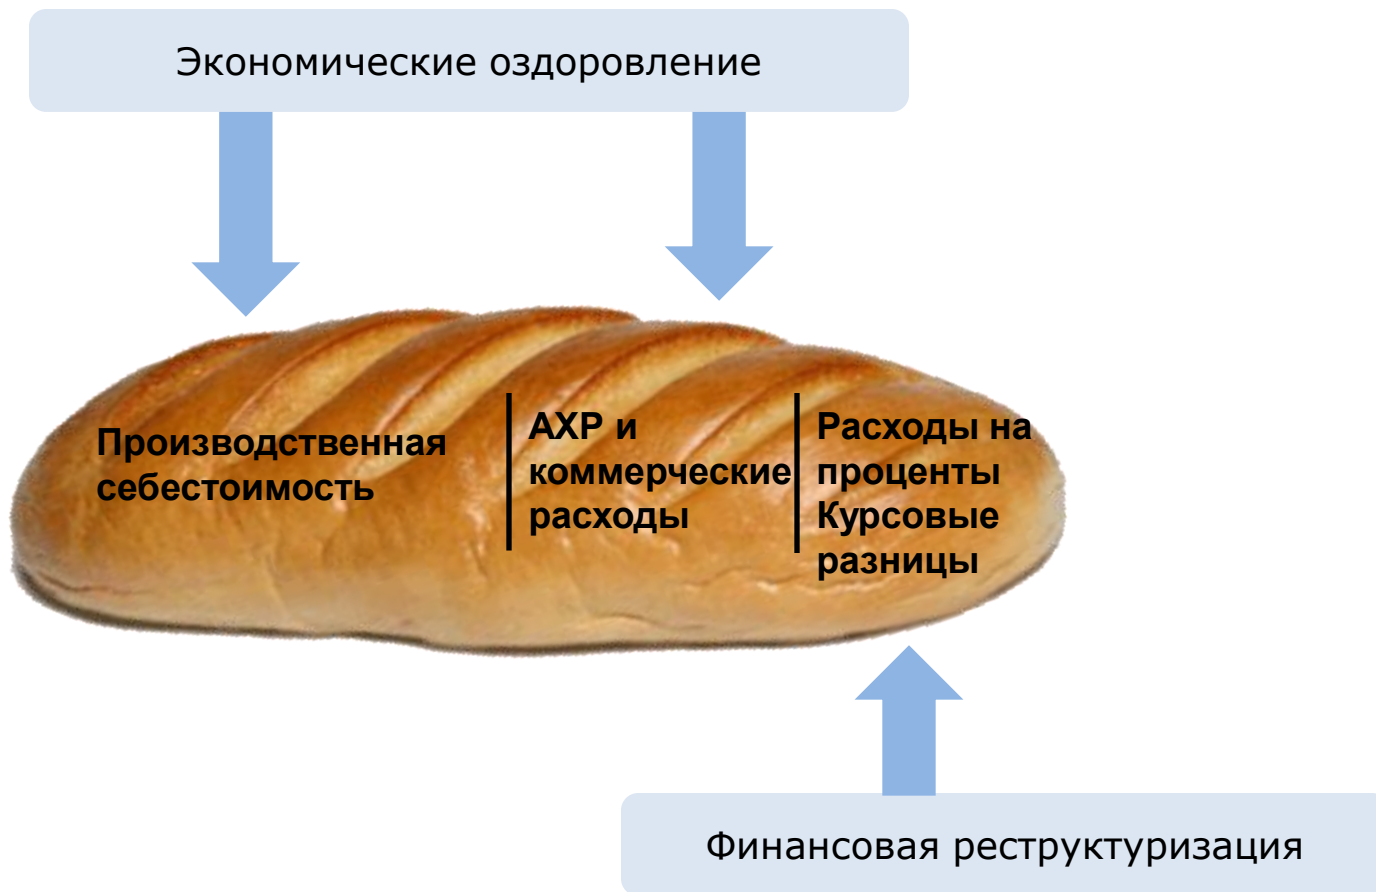 Экономические оздоровление
Производственная
себестоимость
АХР и
коммерческие
расходы
Расходы на
проценты
Курсовые
разницы
Финансовая реструктуризация